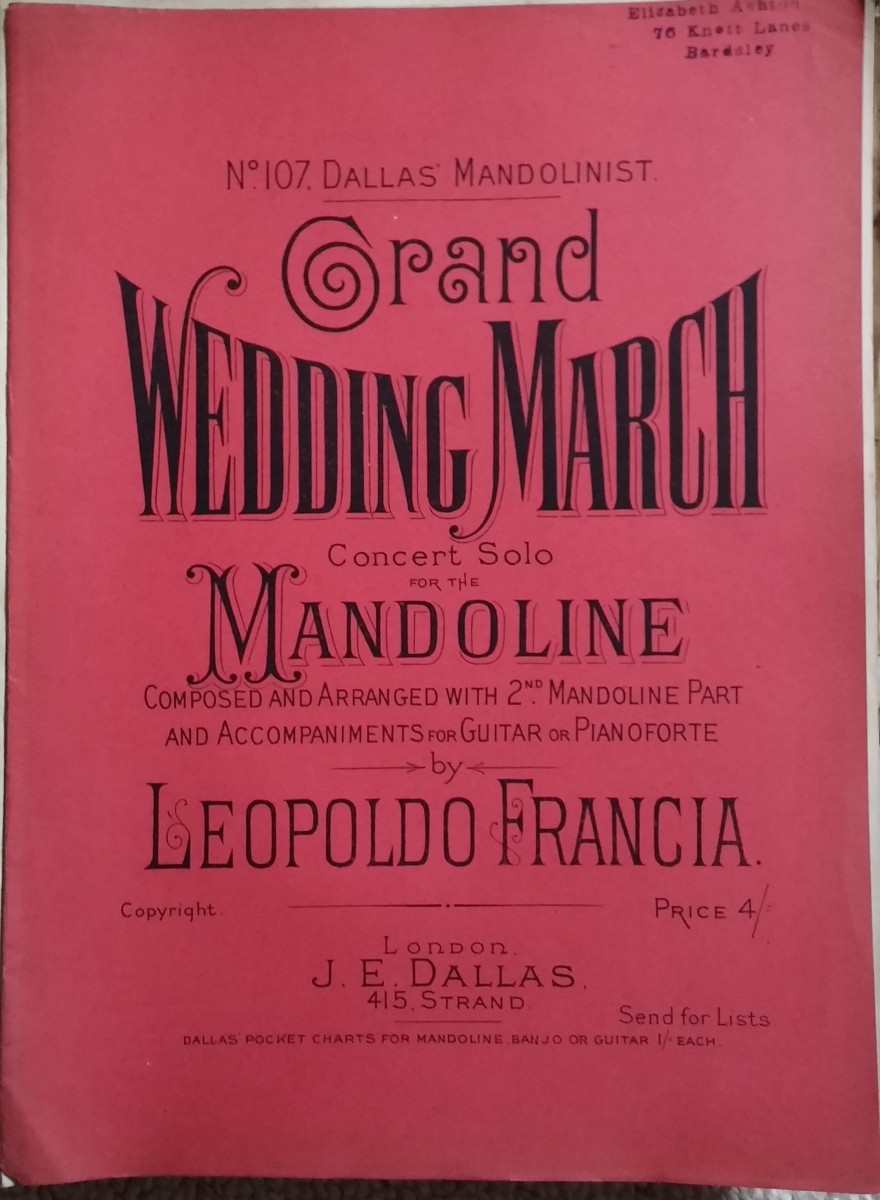 Elizabeth Ashton
76 Knott Lanes
Bardsley
Nº 107. DALLAS' MANDOLINIST.
Grand
WEDDING MARCH
Concert Solo
FOR THE
MANDOLINE
COMPOSED AND ARRANGED WITH 2ND. MANDOLINE PART
AND ACCOMPANIMENTS FOR GUITAR OR PIANOFORTE
by
LEOPOLDO FRANCIA.
Copyright.
PRICE 4/-
LONDON.
J. E. DALLAS,
415, STRAND.
Send for Lists
DALLAS' POCKET CHARTS FOR MANDOLINE, BANJO OR GUITAR 1/- EACH.